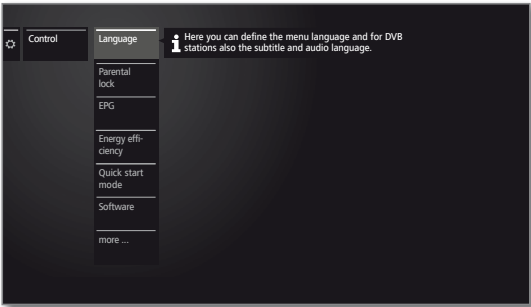 Control
Language
Here you can define the menu language and for DVB
stations also the subtitle and audio language.
Parental
lock
EPG
Energy effi-
ciency
Quick start
mode
Software
more ...